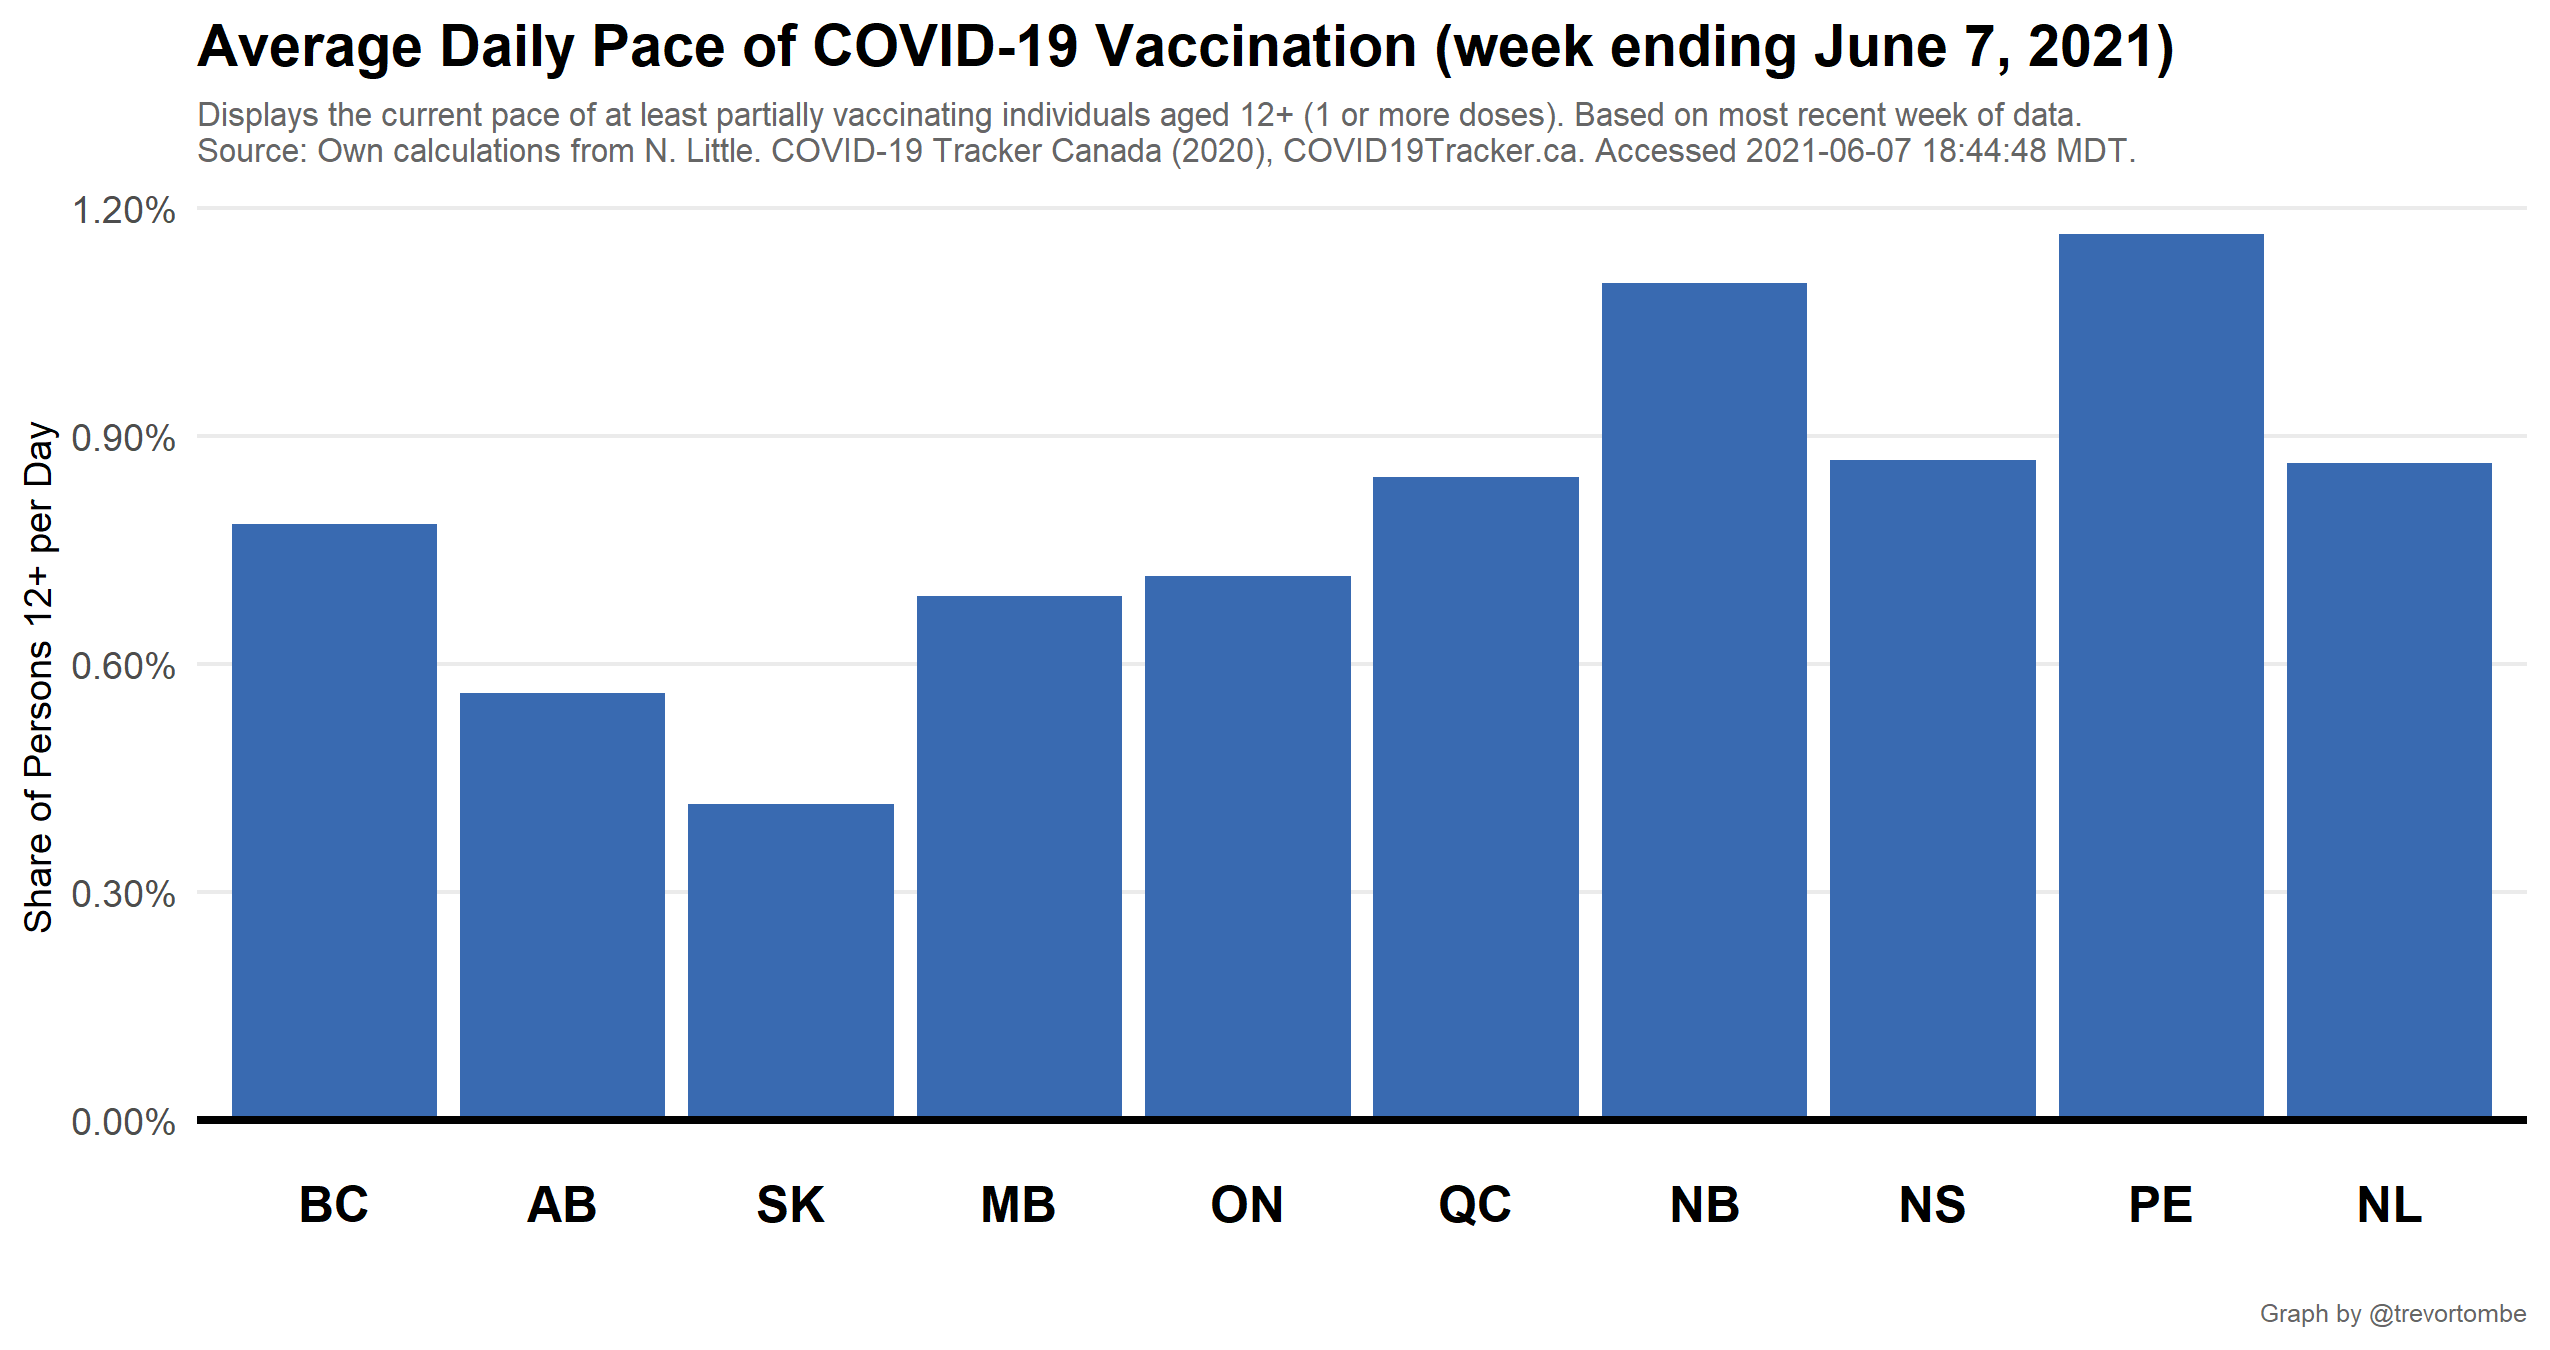 Average Daily Pace of COVID-19 Vaccination (week ending June 7, 2021)
Displays the current pace of at least partially vaccinating individuals aged 12+ (1 or more doses). Based on most recent week of data.
Source: Own calculations from N. Little. COVID-19 Tracker Canada (2020), COVID19Tracker.ca. Accessed 2021-06-07 18:44:48 MDT.
Share of Persons 12+ per Day
1.20%
0.90%
0.60%
0.30%
0.00%
BC AB SK MB ON QC NB NS PE NL
Graph by @trevortombe